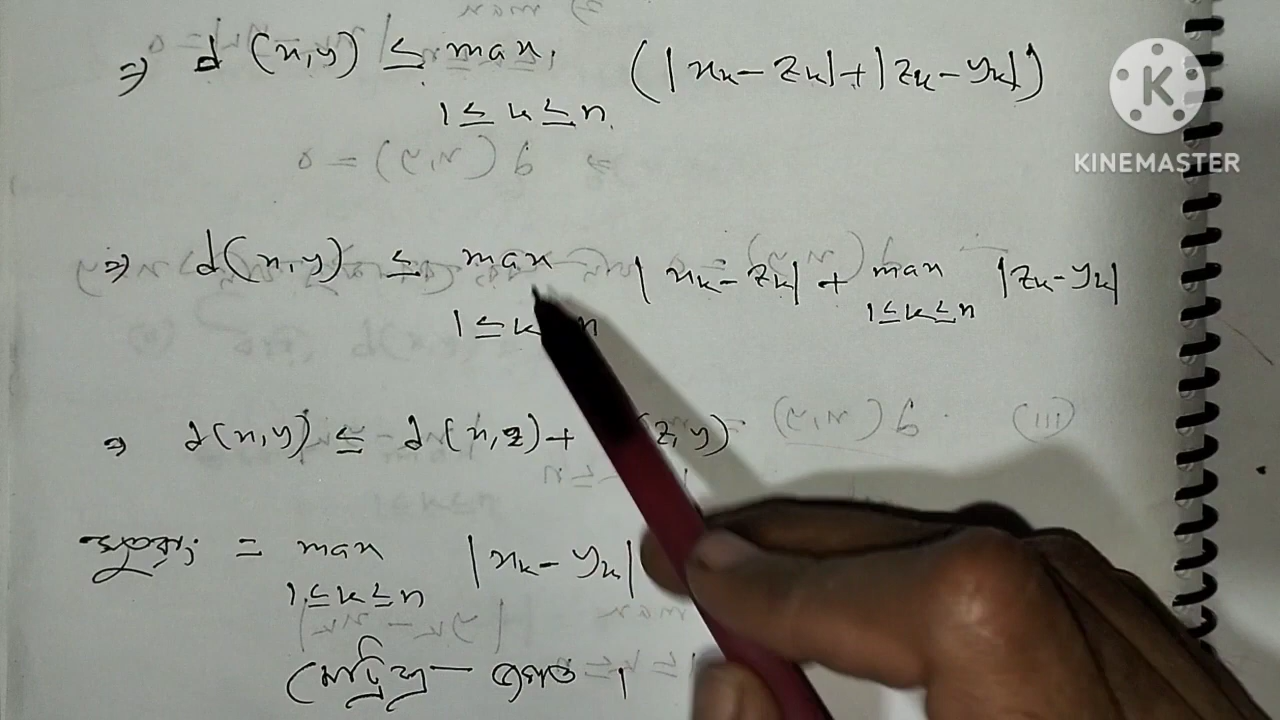 ⇒ d(x,y) ≤ max (|xₖ - zₖ| + |zₖ - yₖ|)
1 ≤ k ≤ n
KINEMASTER
⇒ d(x,y) ≤ max |xₖ - zₖ| + max |zₖ - yₖ|
1 ≤ k ≤ n 1 ≤ k ≤ n
⇒ d(x,y) ≤ d(x,z) + (z,y)
সুতরাং = max |xₖ - yₖ|
1 ≤ k ≤ n